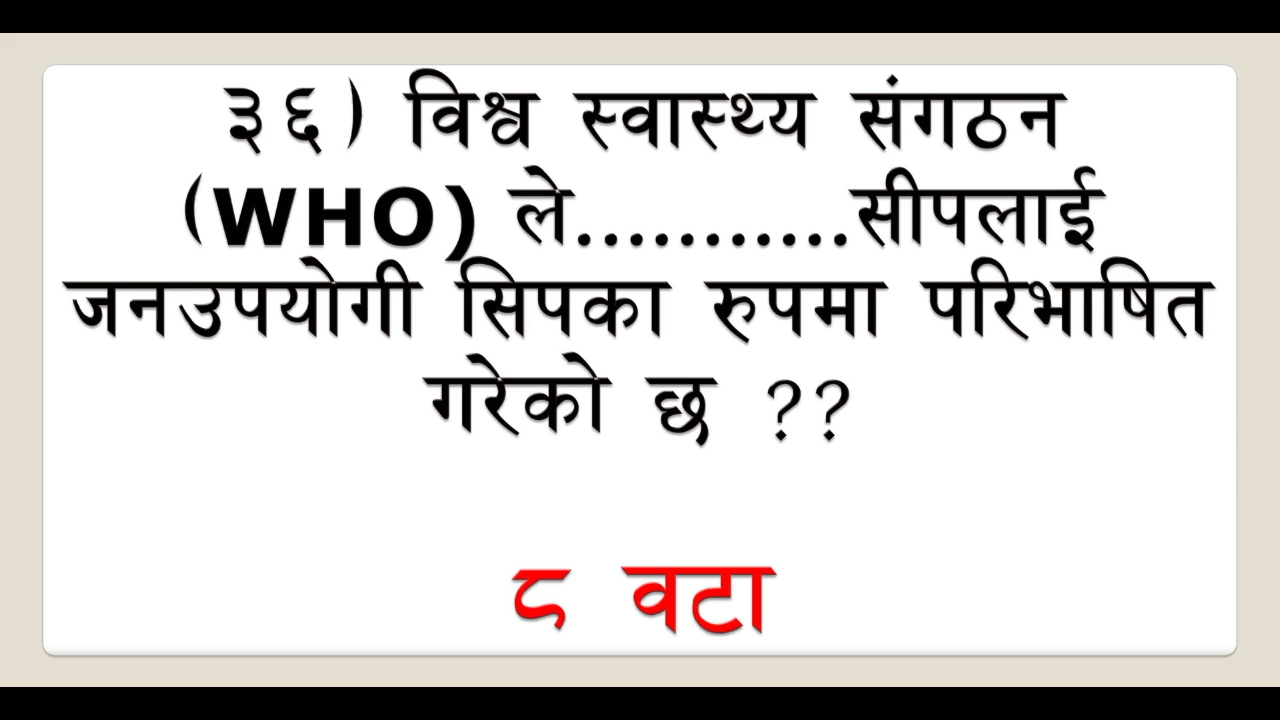 ३६) विश्व स्वास्थ्य संगठन
(WHO) ले...........सीपलाई
जनउपयोगी सिपका रुपमा परिभाषित
गरेको छ ??
८ वटा